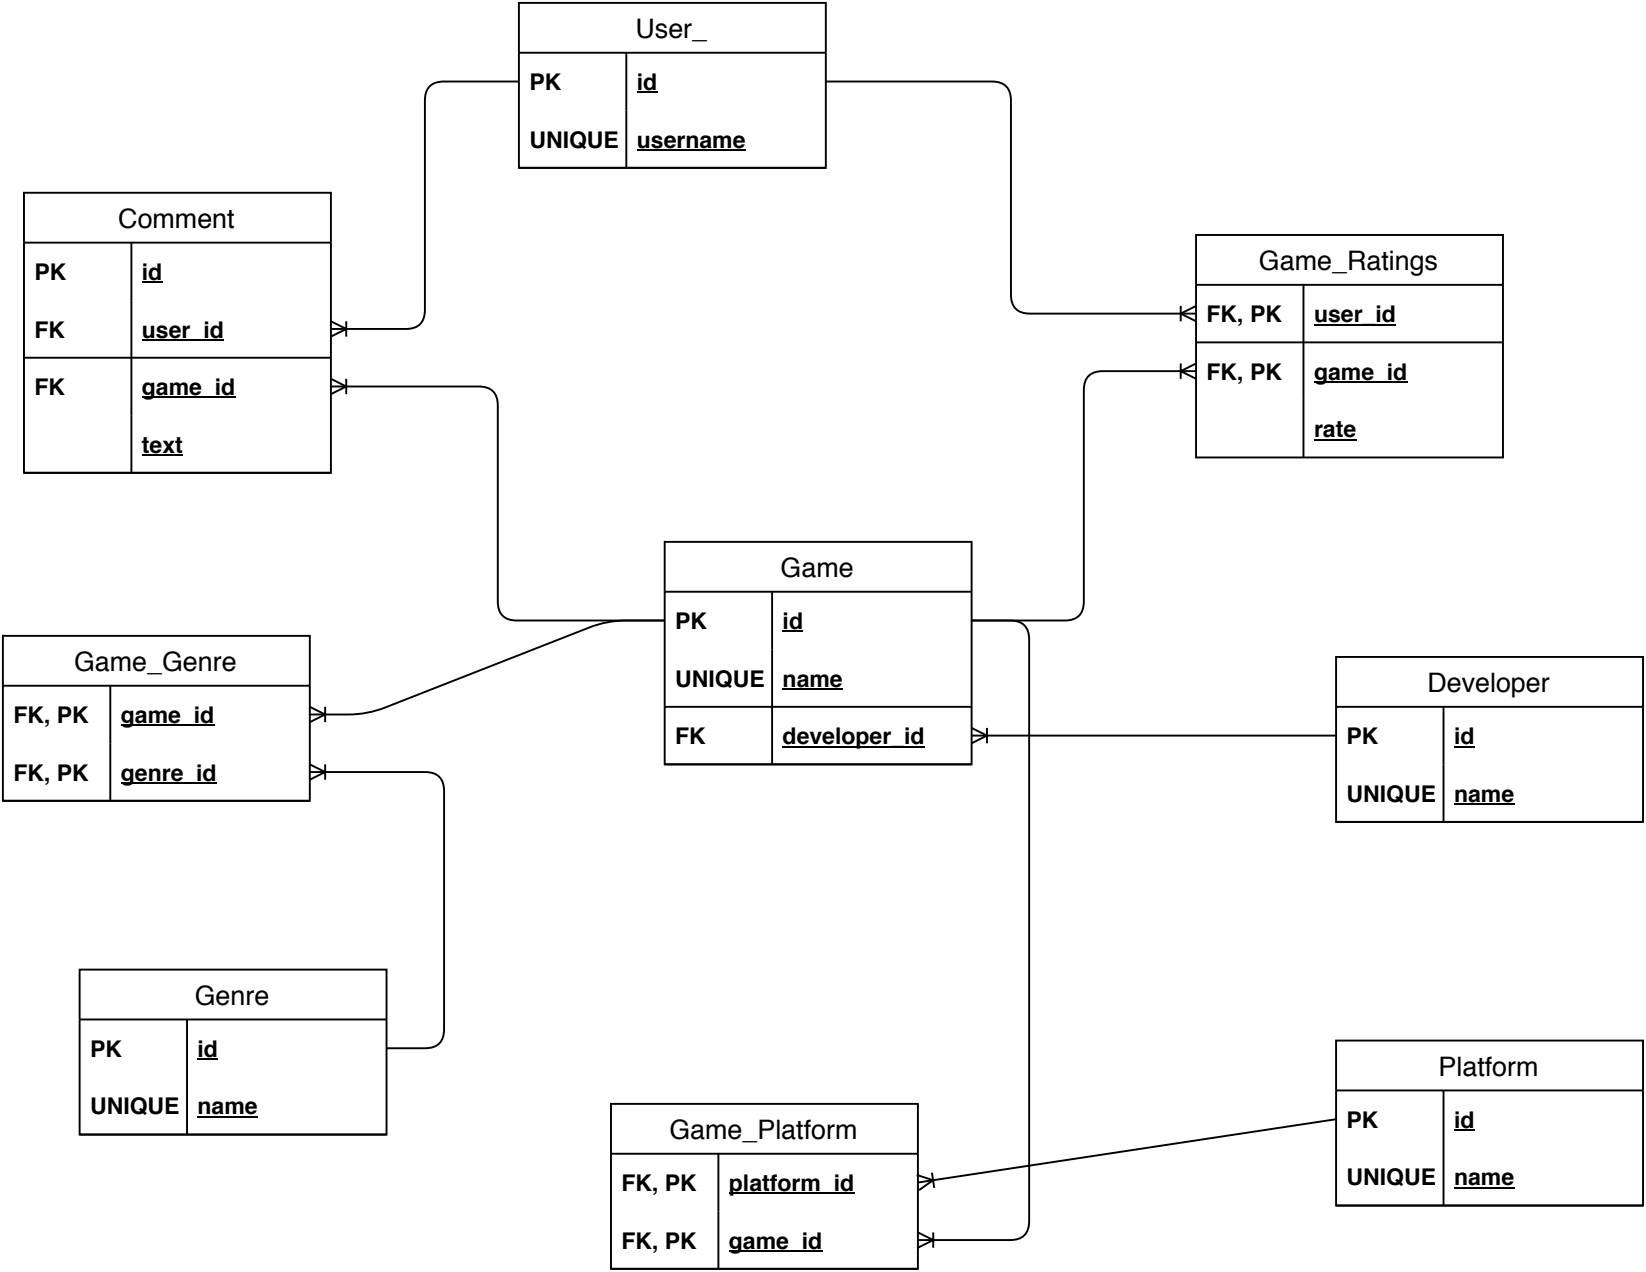 User_
PK id
UNIQUE username
Comment
PK id
FK user_id
FK game_id
text
Game_Ratings
FK, PK user_id
FK, PK game_id
rate
Game
PK id
UNIQUE name
FK developer_id
Game_Genre
FK, PK game_id
FK, PK genre_id
Developer
PK id
UNIQUE name
Genre
PK id
UNIQUE name
Game_Platform
FK, PK platform_id
FK, PK game_id
Platform
PK id
UNIQUE name